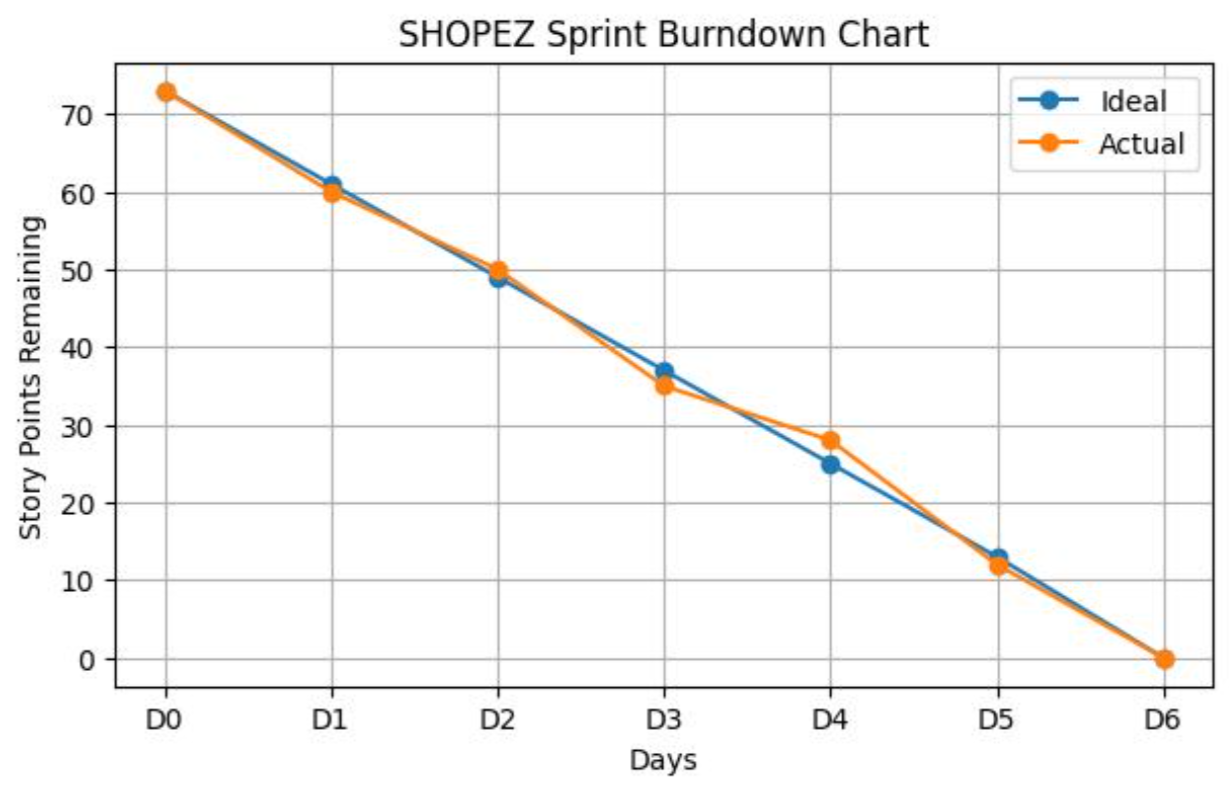 SHOPEZ Sprint Burndown Chart
Ideal
Actual
Story Points Remaining
70
60
50
40
30
20
10
0
D0 D1 D2 D3 D4 D5 D6
Days